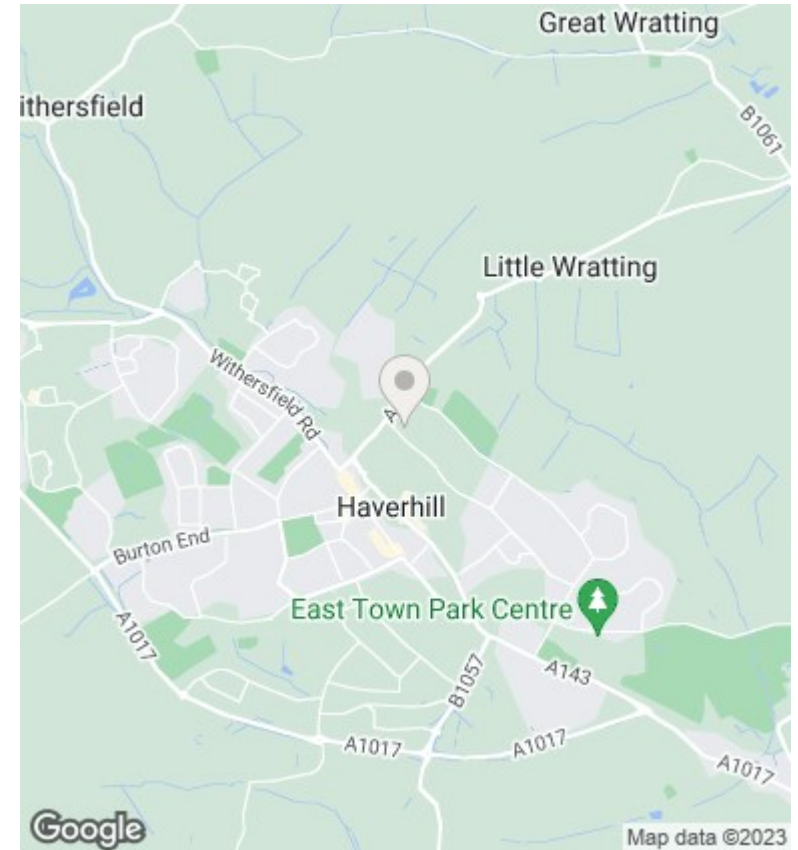 Great Wratting
ithersfield
B1061
Little Wratting
Withersfield Rd
A
Haverhill
Burton End
East Town Park Centre
A1017
A143
B1057
A1017
A1017
A1017
Google
Map data ©2023